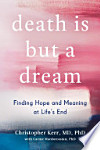 death is but a
dream
Finding Hope and Meaning
at Life's End
Christopher Kerr, MD, PhD